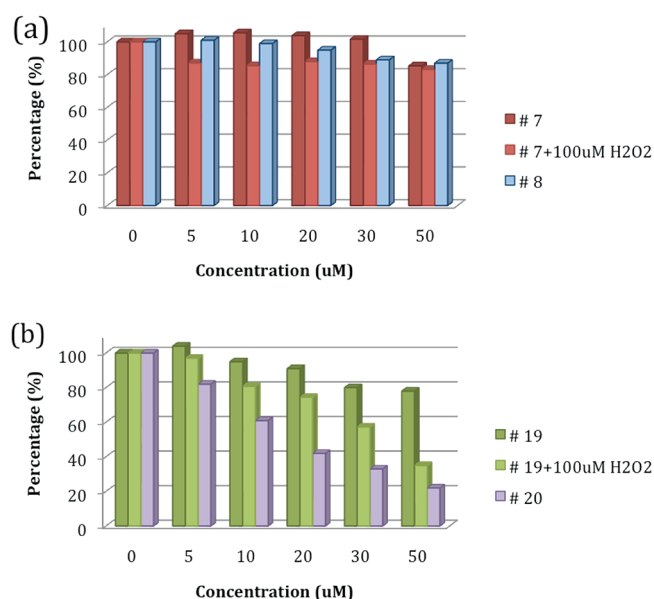 (a)
Percentage (%)
100
80
60
40
20
0
0 5 10 20 30 50
Concentration (uM)
# 7
# 7+100uM H2O2
# 8
(b)
Percentage (%)
100
80
60
40
20
0
0 5 10 20 30 50
Concentration (uM)
# 19
# 19+100uM H2O2
# 20